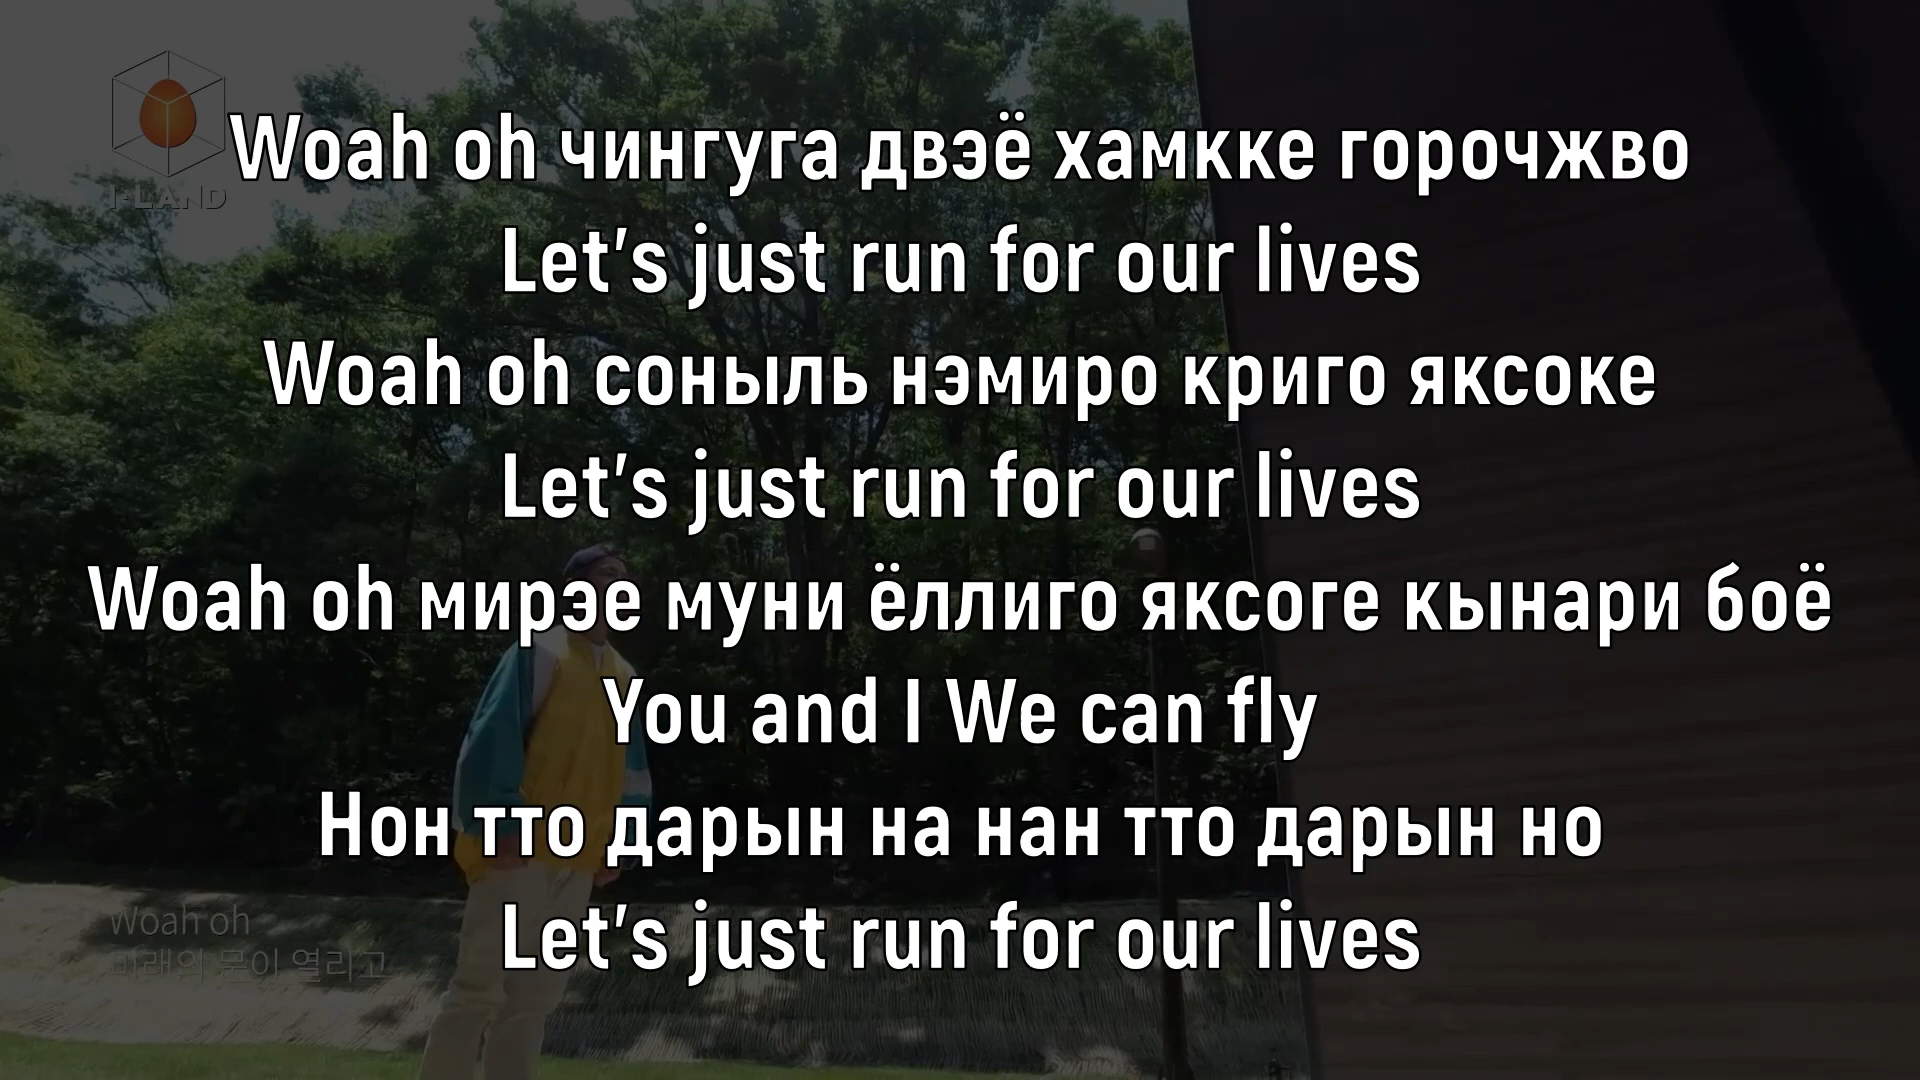 I·LAND
Woah oh чингуга двэё хамкке горочжво
Let's just run for our lives
Woah oh соныль нэмиро криго яксоке
Let's just run for our lives
Woah oh мирэе муни ёллиго яксоге кынари боё
You and I We can fly
Нон тто дарын на нан тто дарын но
Let's just run for our lives
Woah oh
미래의 문이 열리고